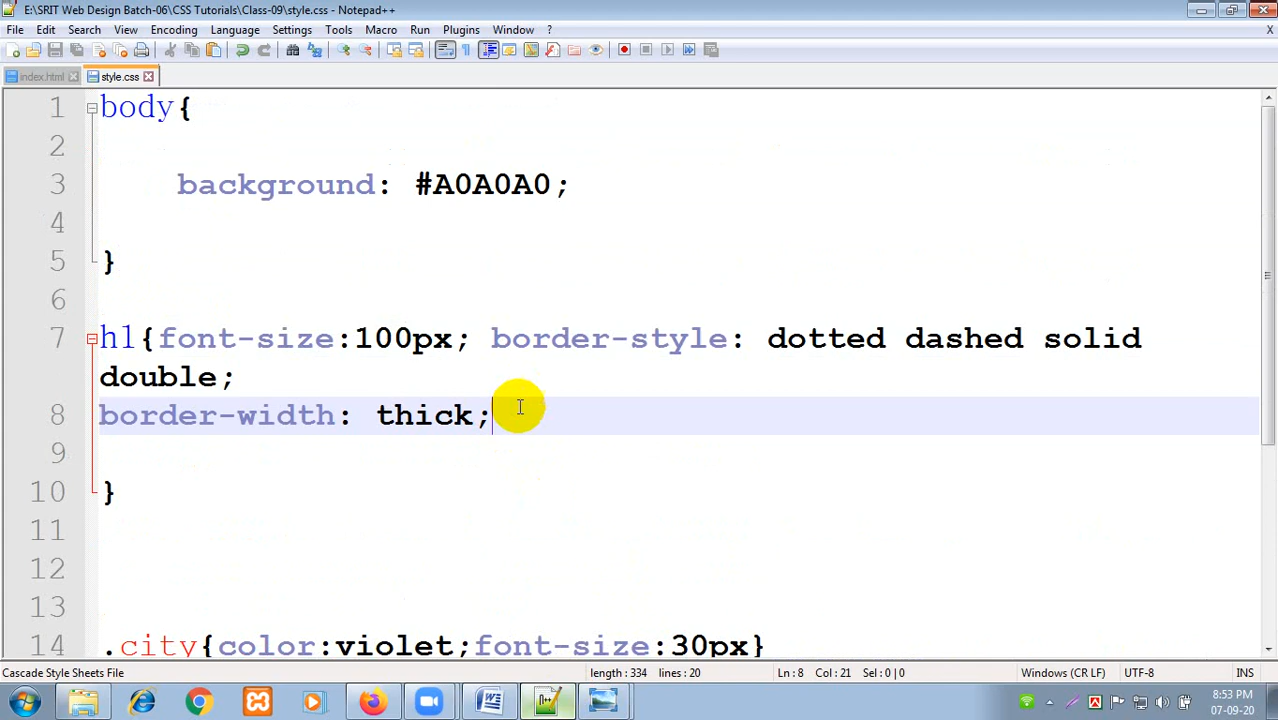 E:\SRIT Web Design Batch-06\CSS Tutorials\Class-09\style.css - Notepad++
File Edit Search View Encoding Language Settings Tools Macro Run Plugins Window ? X
index.html style.css
1 body{
2
3 background: #A0A0A0;
4
5 }
6
7 h1{font-size:100px; border-style: dotted dashed solid
double;
8 border-width: thick;
9
10 }
11
12
13
14 .city{color:violet;font-size:30px}
Cascade Style Sheets File length : 334 lines : 20 Ln : 8 Col : 21 Sel : 0 | 0 Windows (CR LF) UTF-8 INS
8:53 PM
07-09-20